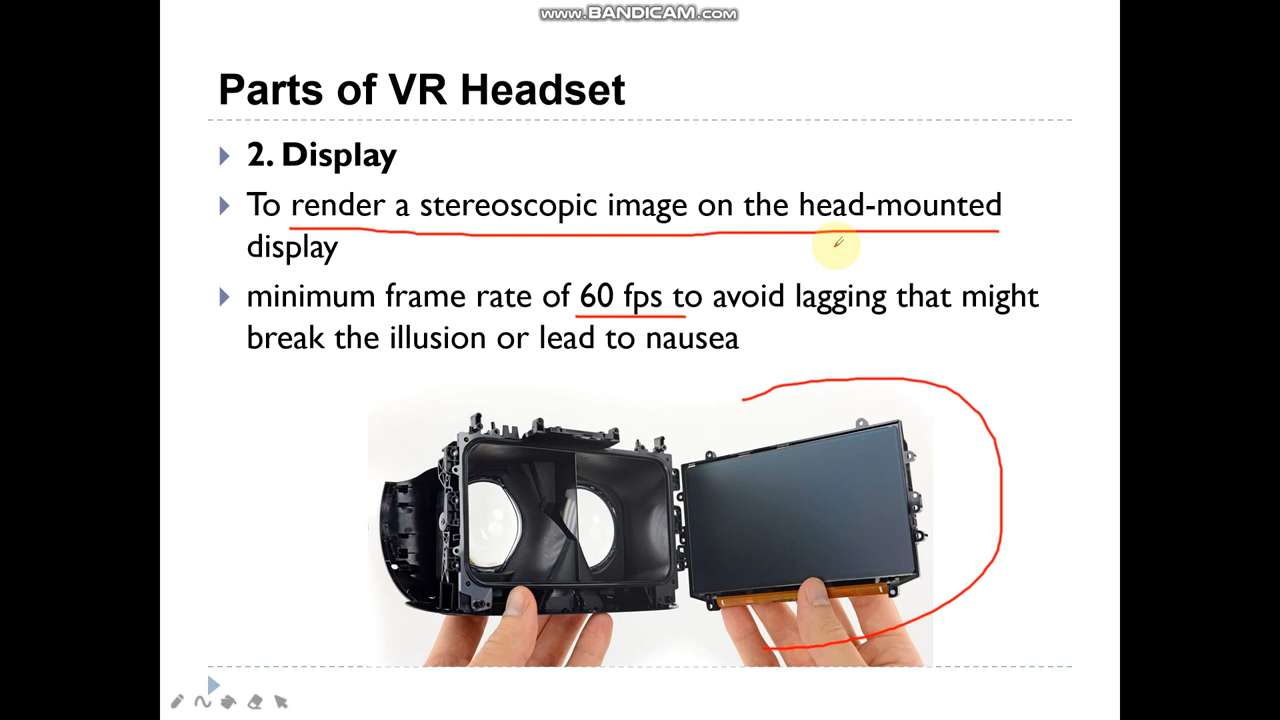 www.BANDICAM.com
Parts of VR Headset
2. Display
To render a stereoscopic image on the head-mounted
display
minimum frame rate of 60 fps to avoid lagging that might
break the illusion or lead to nausea